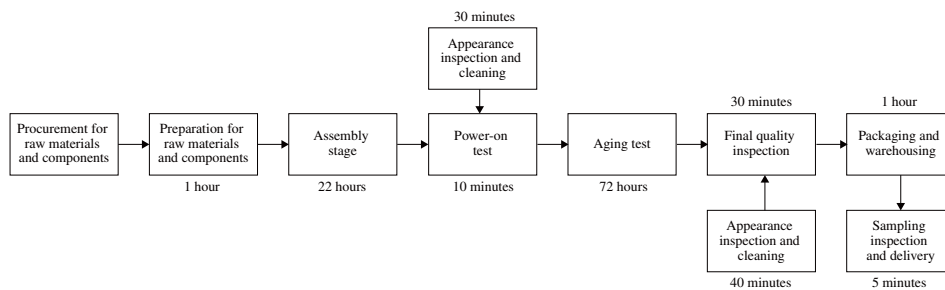 30 minutes
Appearance
inspection and
cleaning
Procurement for
raw materials
and components
Preparation for
raw materials
and components
1 hour
Assembly
stage
22 hours
Power-on
test
10 minutes
Aging test
72 hours
30 minutes
Final quality
inspection
1 hour
Packaging and
warehousing
Appearance
inspection and
cleaning
40 minutes
Sampling
inspection
and delivery
5 minutes